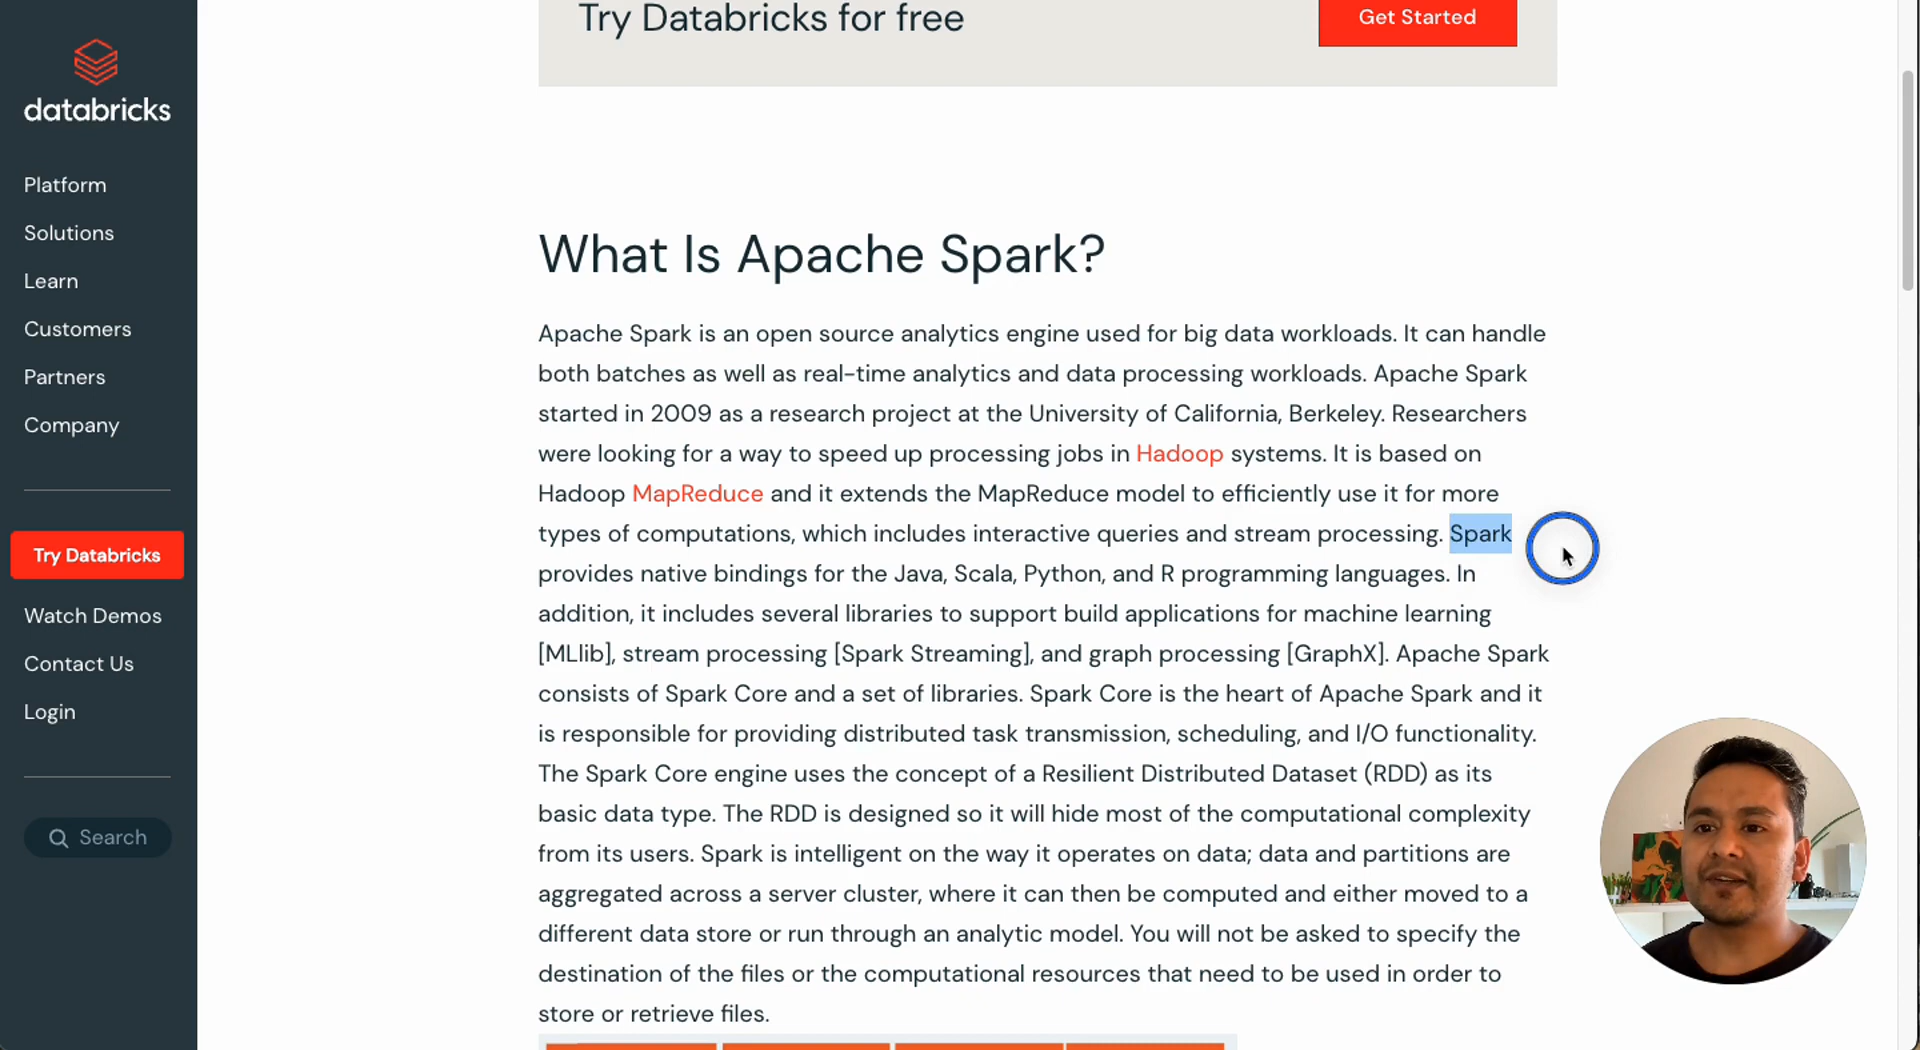 Try Databricks for free
Get Started
databricks
Platform
Solutions
Learn
Customers
Partners
Company
Try Databricks
Watch Demos
Contact Us
Login
Search
What Is Apache Spark?
Apache Spark is an open source analytics engine used for big data workloads. It can handle
both batches as well as real-time analytics and data processing workloads. Apache Spark
started in 2009 as a research project at the University of California, Berkeley. Researchers
were looking for a way to speed up processing jobs in Hadoop systems. It is based on
Hadoop MapReduce and it extends the MapReduce model to efficiently use it for more
types of computations, which includes interactive queries and stream processing. Spark
provides native bindings for the Java, Scala, Python, and R programming languages. In
addition, it includes several libraries to support build applications for machine learning
[MLlib], stream processing [Spark Streaming], and graph processing [GraphX]. Apache Spark
consists of Spark Core and a set of libraries. Spark Core is the heart of Apache Spark and it
is responsible for providing distributed task transmission, scheduling, and I/O functionality.
The Spark Core engine uses the concept of a Resilient Distributed Dataset (RDD) as its
basic data type. The RDD is designed so it will hide most of the computational complexity
from its users. Spark is intelligent on the way it operates on data; data and partitions are
aggregated across a server cluster, where it can then be computed and either moved to a
different data store or run through an analytic model. You will not be asked to specify the
destination of the files or the computational resources that need to be used in order to
store or retrieve files.